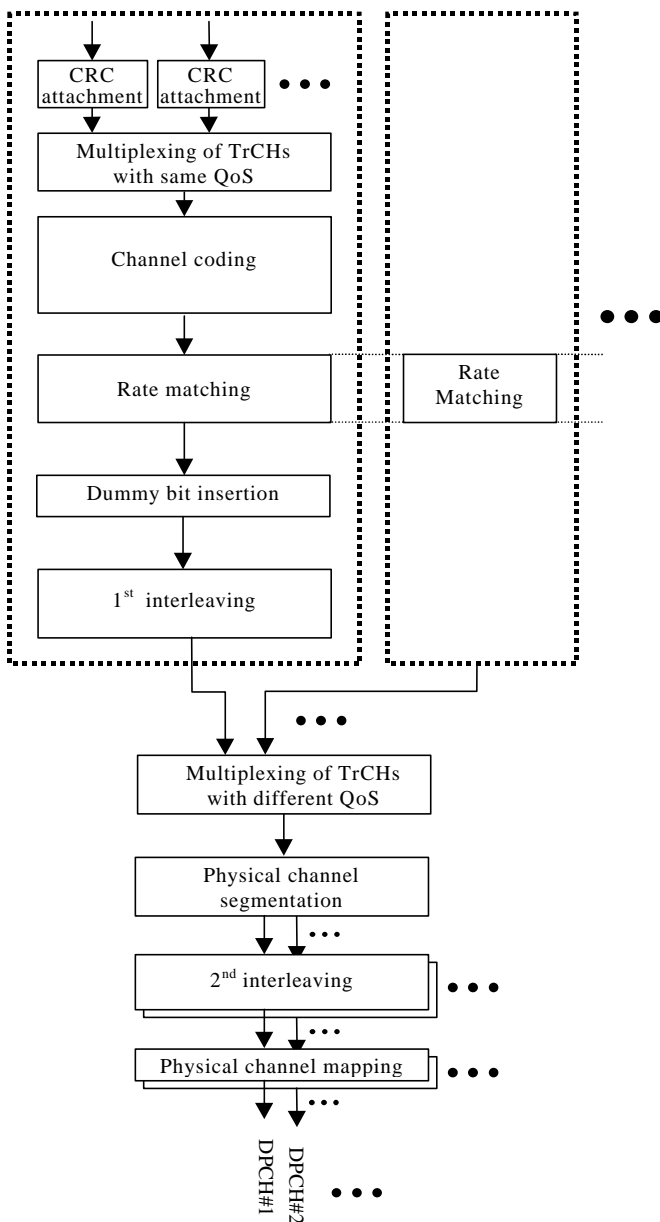 CRC
attachment
CRC
attachment
Multiplexing of TrCHs
with same QoS
Channel coding
Rate matching
Rate
Matching
Dummy bit insertion
1st interleaving
Multiplexing of TrCHs
with different QoS
Physical channel
segmentation
2nd interleaving
Physical channel mapping
DPCH#1
DPCH#2